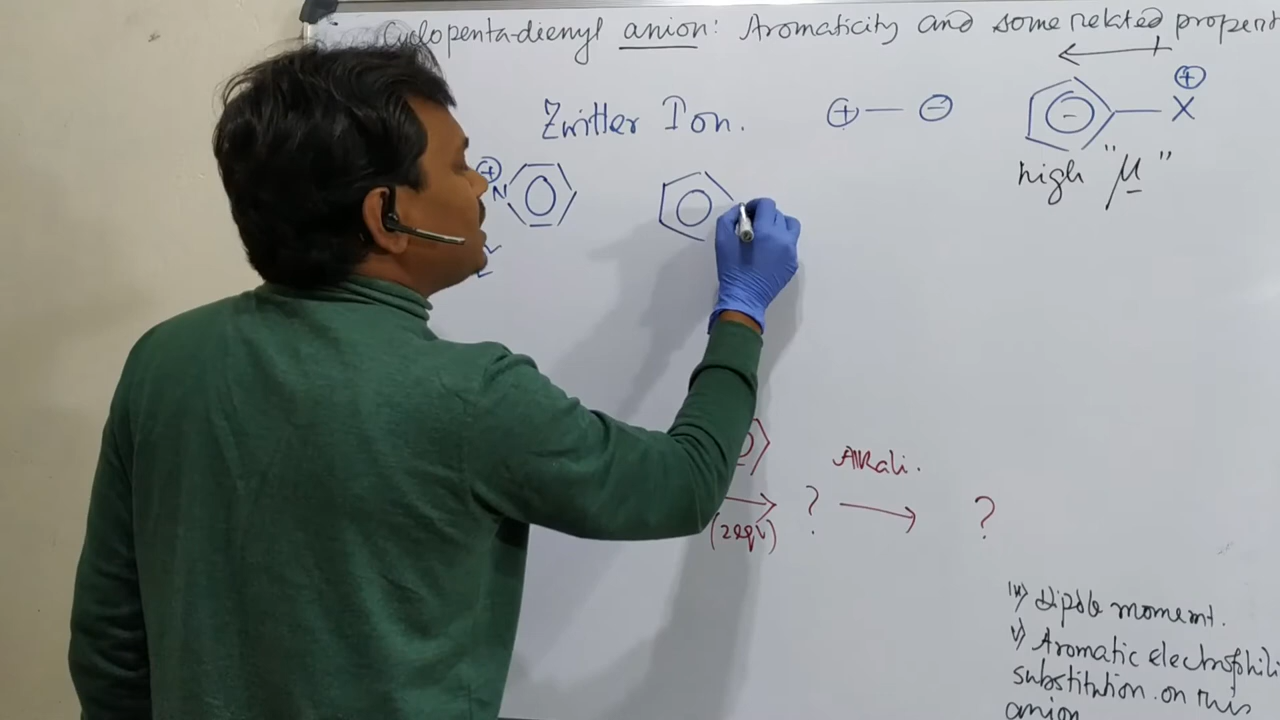 Cyclopenta-dienyl anion: Aromaticity and some related propert
Zwitter Ion. ⊕— ⊖
⊕
X
high "μ"
⊕
N
Alkali.
? → ?
(2eqv)
iv) dipole moment.
v) Aromatic electrophili
substitution on this
anion